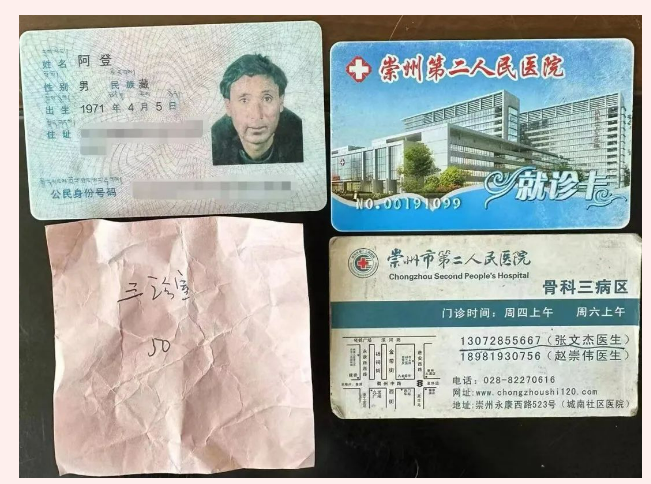 姓名 阿登
性别 男 民族 藏
出生 1971 年 4 月 5 日
住址
公民身份号码
崇州第二人民医院
就诊卡
NO.00191099
三诊室
50
崇州市第二人民医院
Chongzhou Second People's Hospital
骨科三病区
门诊时间：周四上午 周六上午
13072855667（张文杰医生）
18981930756（赵崇伟医生）
电话：028-82270616
网址:www.chongzhoushi120.com
地址:崇州永康西路523号（城南社区医院）